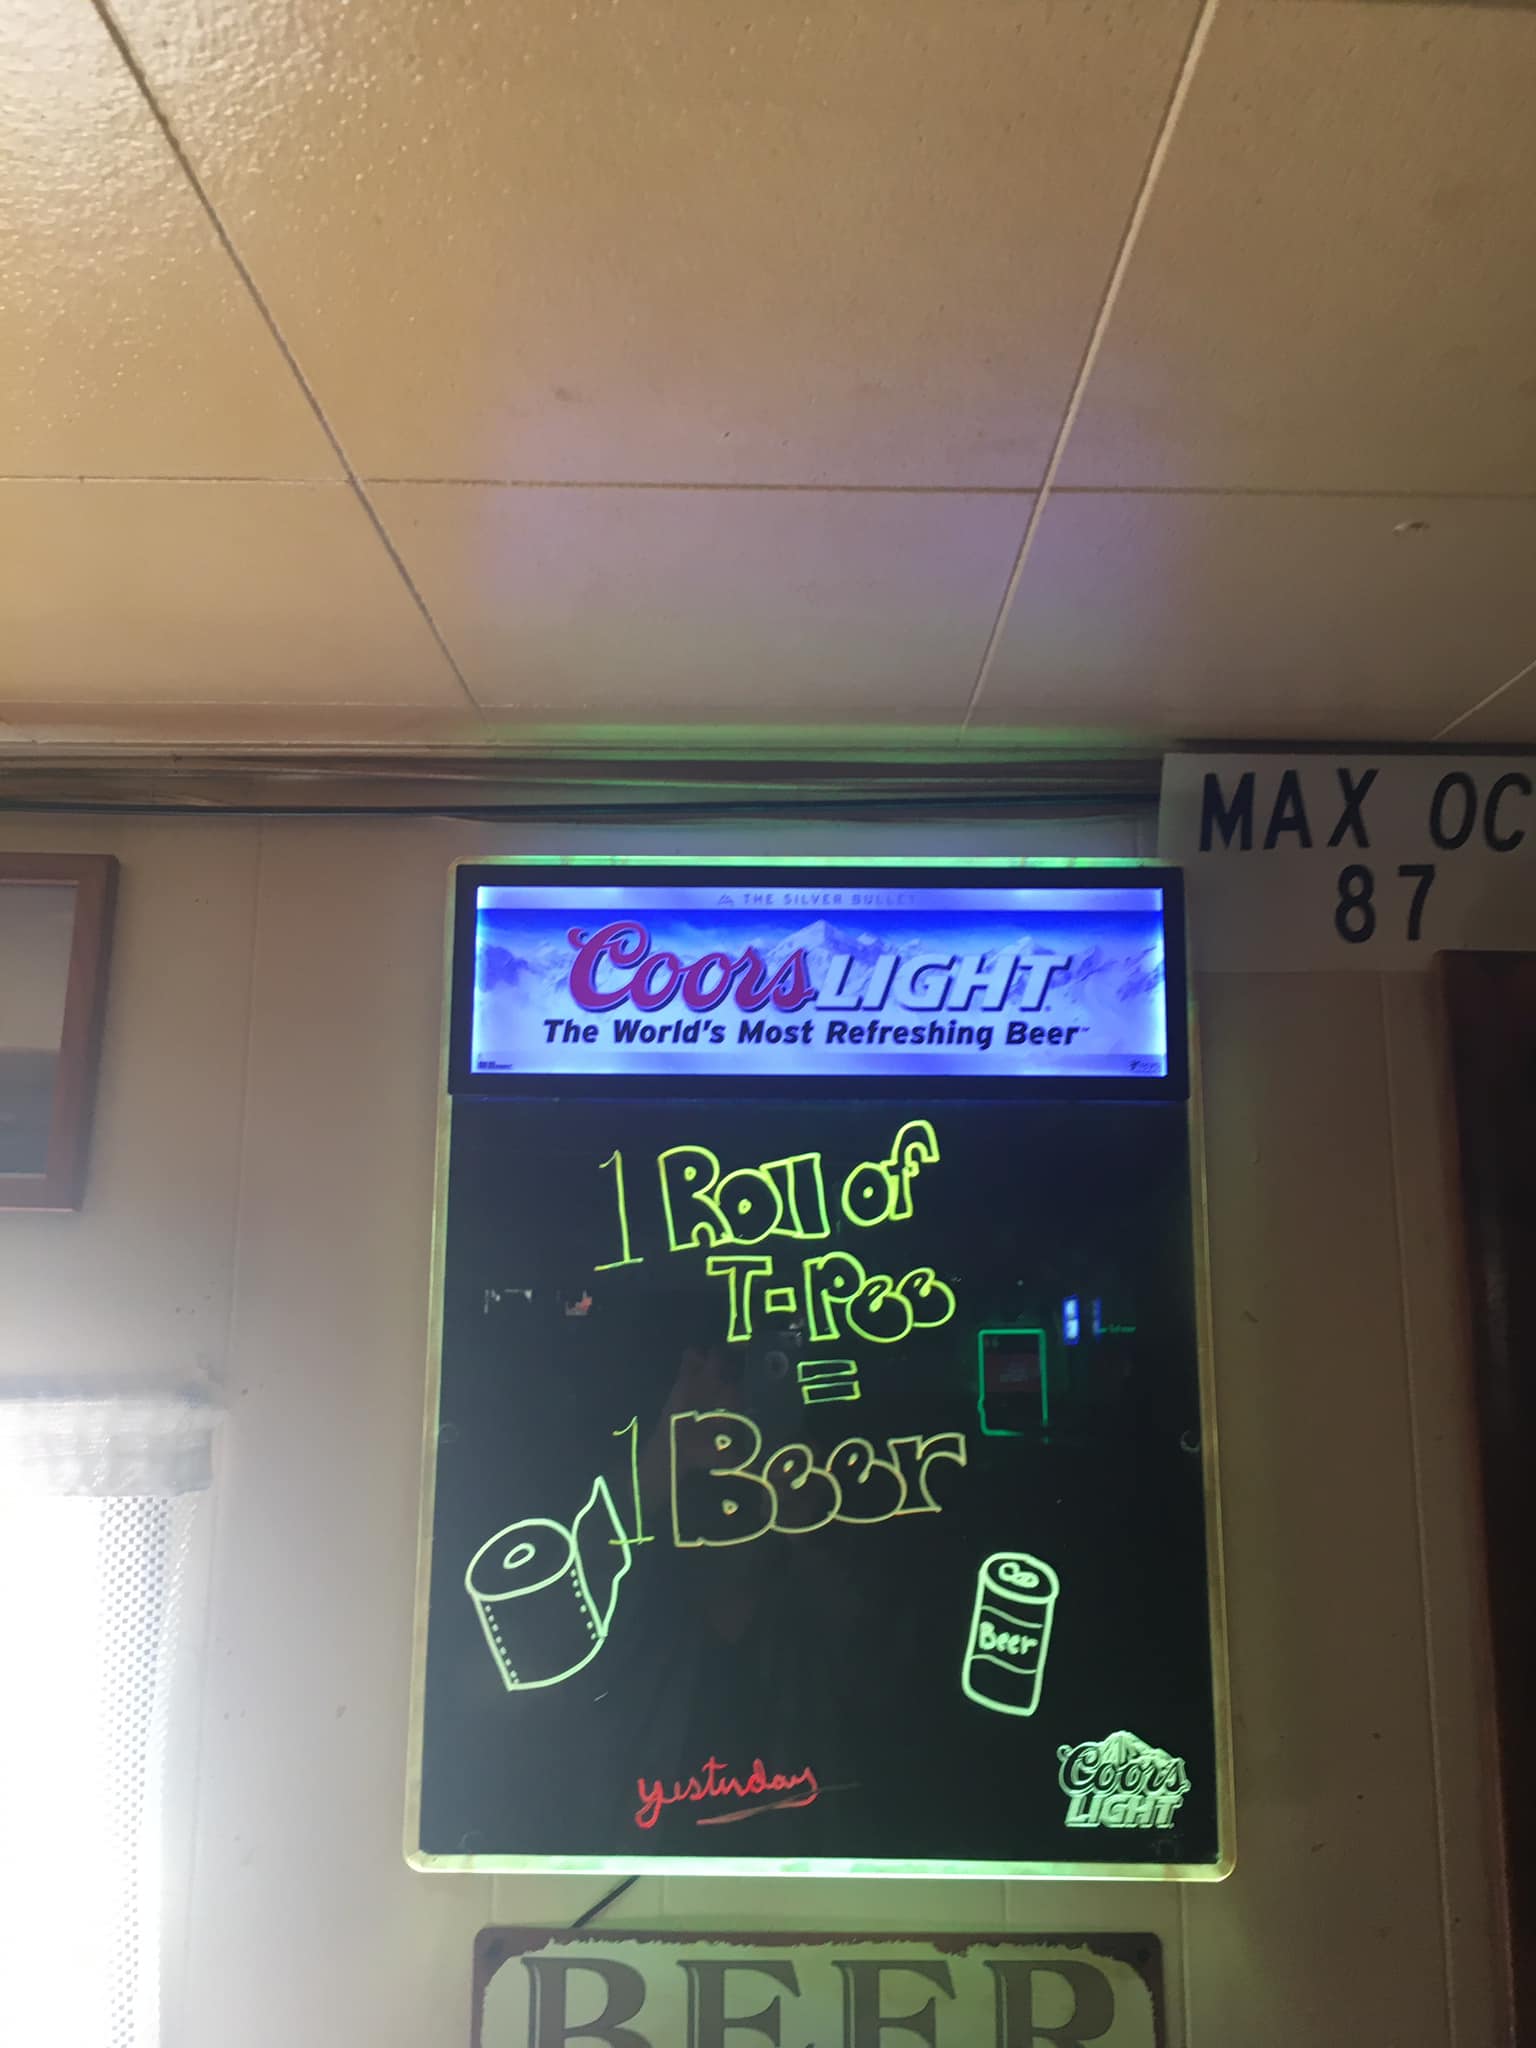 MAX OC
87
THE SILVER BULLET
Coors LIGHT
The World's Most Refreshing Beer
1 Roll of
T-Pee
=
1 Beer
Beer
yesterday
Coors
LIGHT
BEER